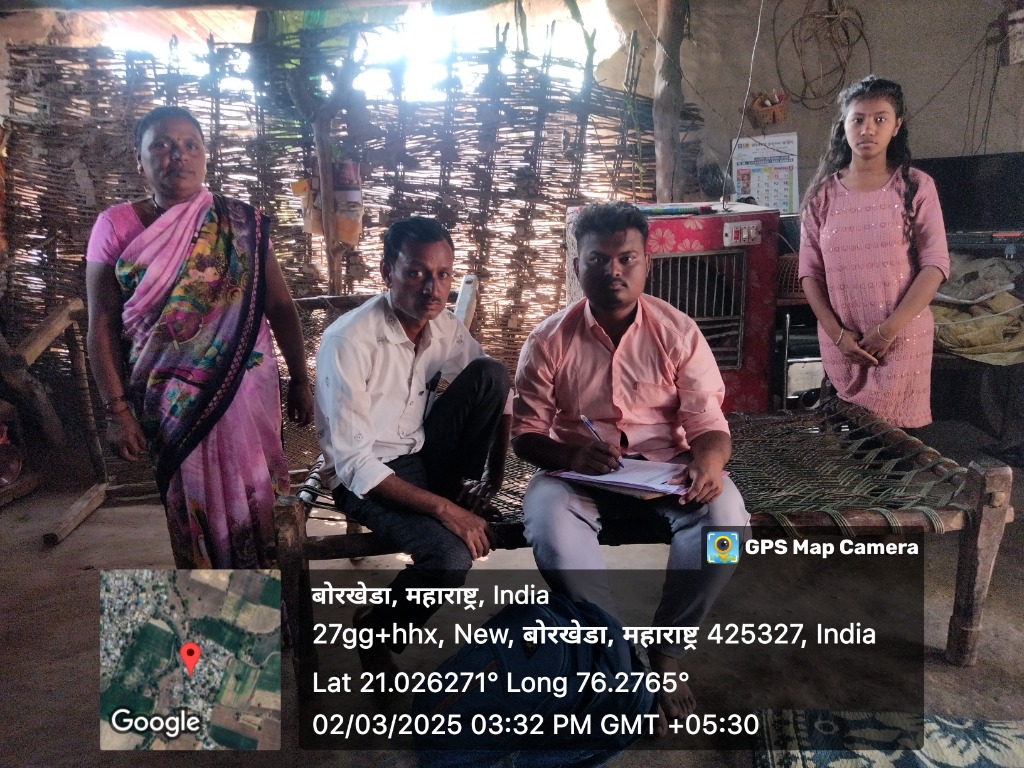 GPS Map Camera
बोरखेडा, महाराष्ट्र, India
27gg+hhx, New, बोरखेडा, महाराष्ट्र 425327, India
Lat 21.026271° Long 76.2765°
02/03/2025 03:32 PM GMT +05:30
Google